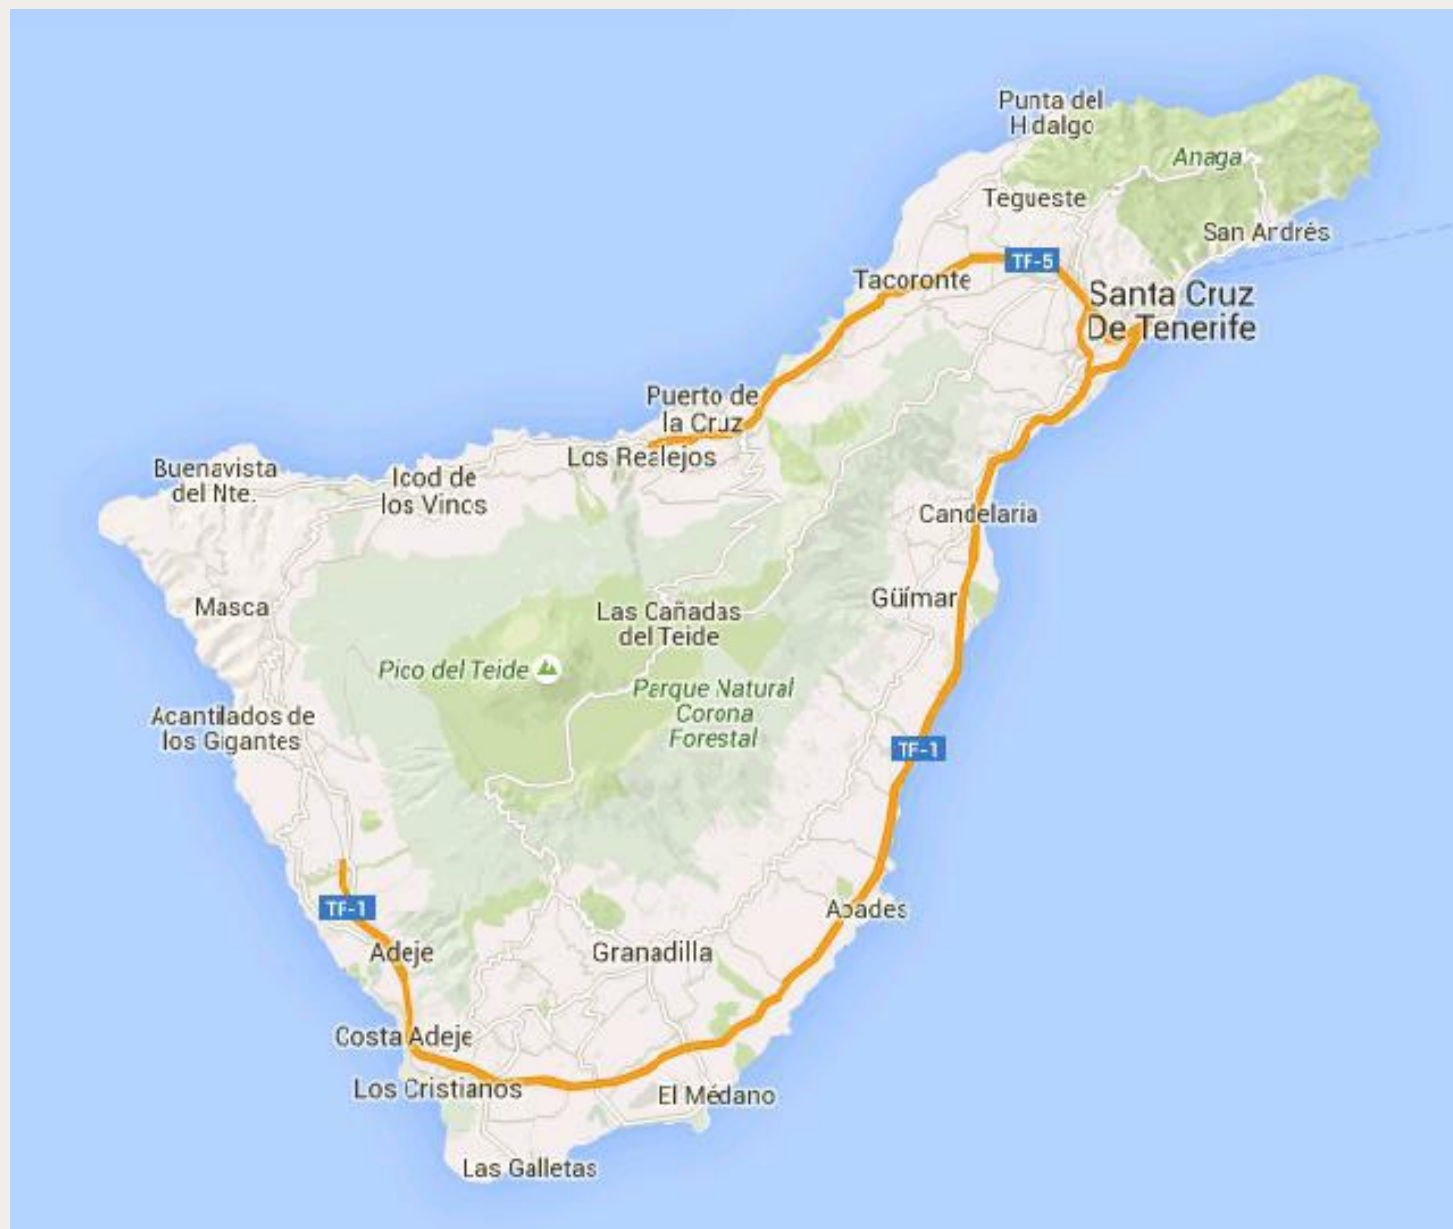 Punta del
Hidalgo
Anaga
Tegueste
San Andrés
TF-5
Tacoronte
Santa Cruz
De Tenerife
Puerto de
la Cruz
Los Realejos
Buenavista
del Nte.
Icod de
los Vinos
Candelaria
Masca
Güímar
Las Cañadas
del Teide
Pico del Teide
Parque Natural
Corona
Forestal
Acantilados de
los Gigantes
TF-1
TF-1
Abades
Adeje
Granadilla
Costa Adeje
Los Cristianos
El Médano
Las Galletas